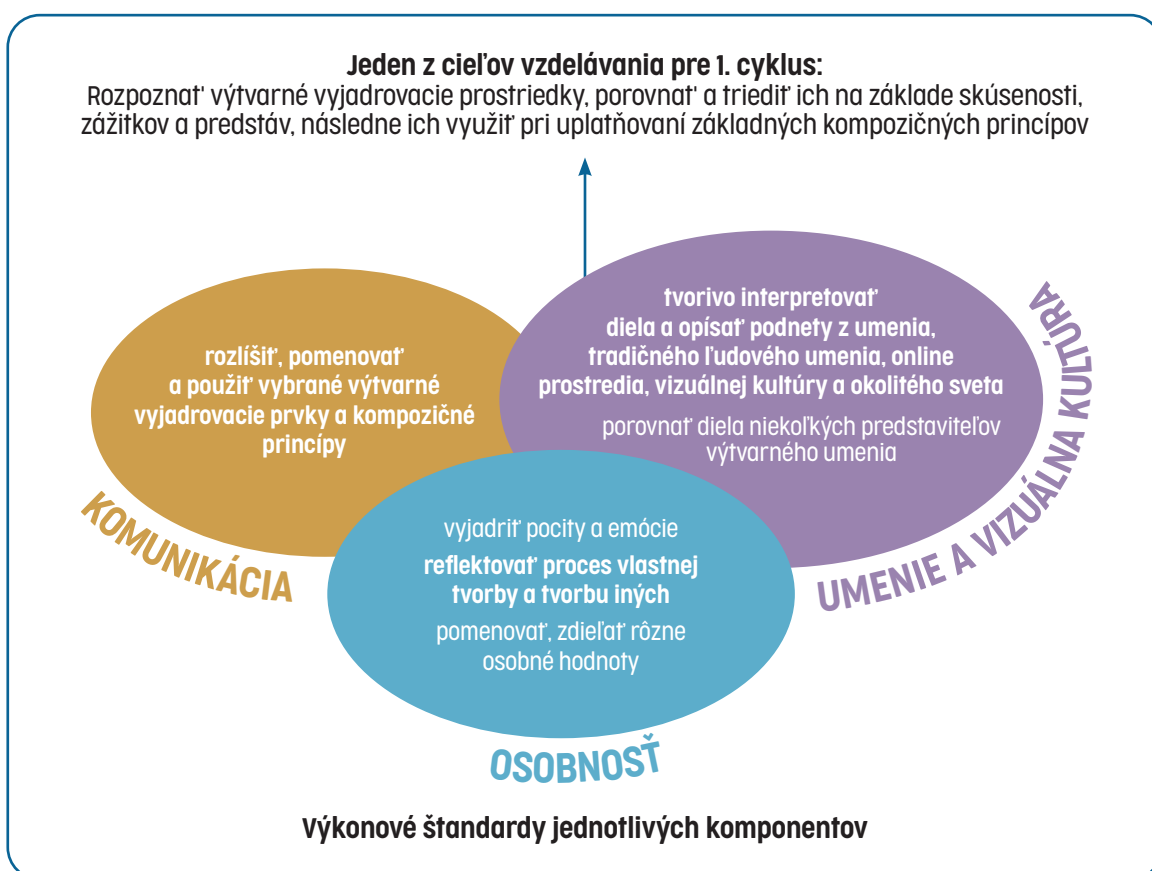 Jeden z cieľov vzdelávania pre 1. cyklus:
Rozpoznať výtvarné vyjadrovacie prostriedky, porovnať a triediť ich na základe skúsenosti,
zážitkov a predstáv, následne ich využiť pri uplatňovaní základných kompozičných princípov
rozlíšiť, pomenovať
a použiť vybrané výtvarné
vyjadrovacie prvky a kompozičné
princípy
KOMUNIKÁCIA
tvorivo interpretovať
diela a opísať podnety z umenia,
tradičného ľudového umenia, online
prostredia, vizuálnej kultúry a okolitého sveta
porovnať diela niekoľkých predstaviteľov
výtvarného umenia
UMENIE A VIZUÁLNA KULTÚRA
vyjadriť pocity a emócie
reflektovať proces vlastnej
tvorby a tvorbu iných
pomenovať, zdieľať rôzne
osobné hodnoty
OSOBNOSŤ
Výkonové štandardy jednotlivých komponentov